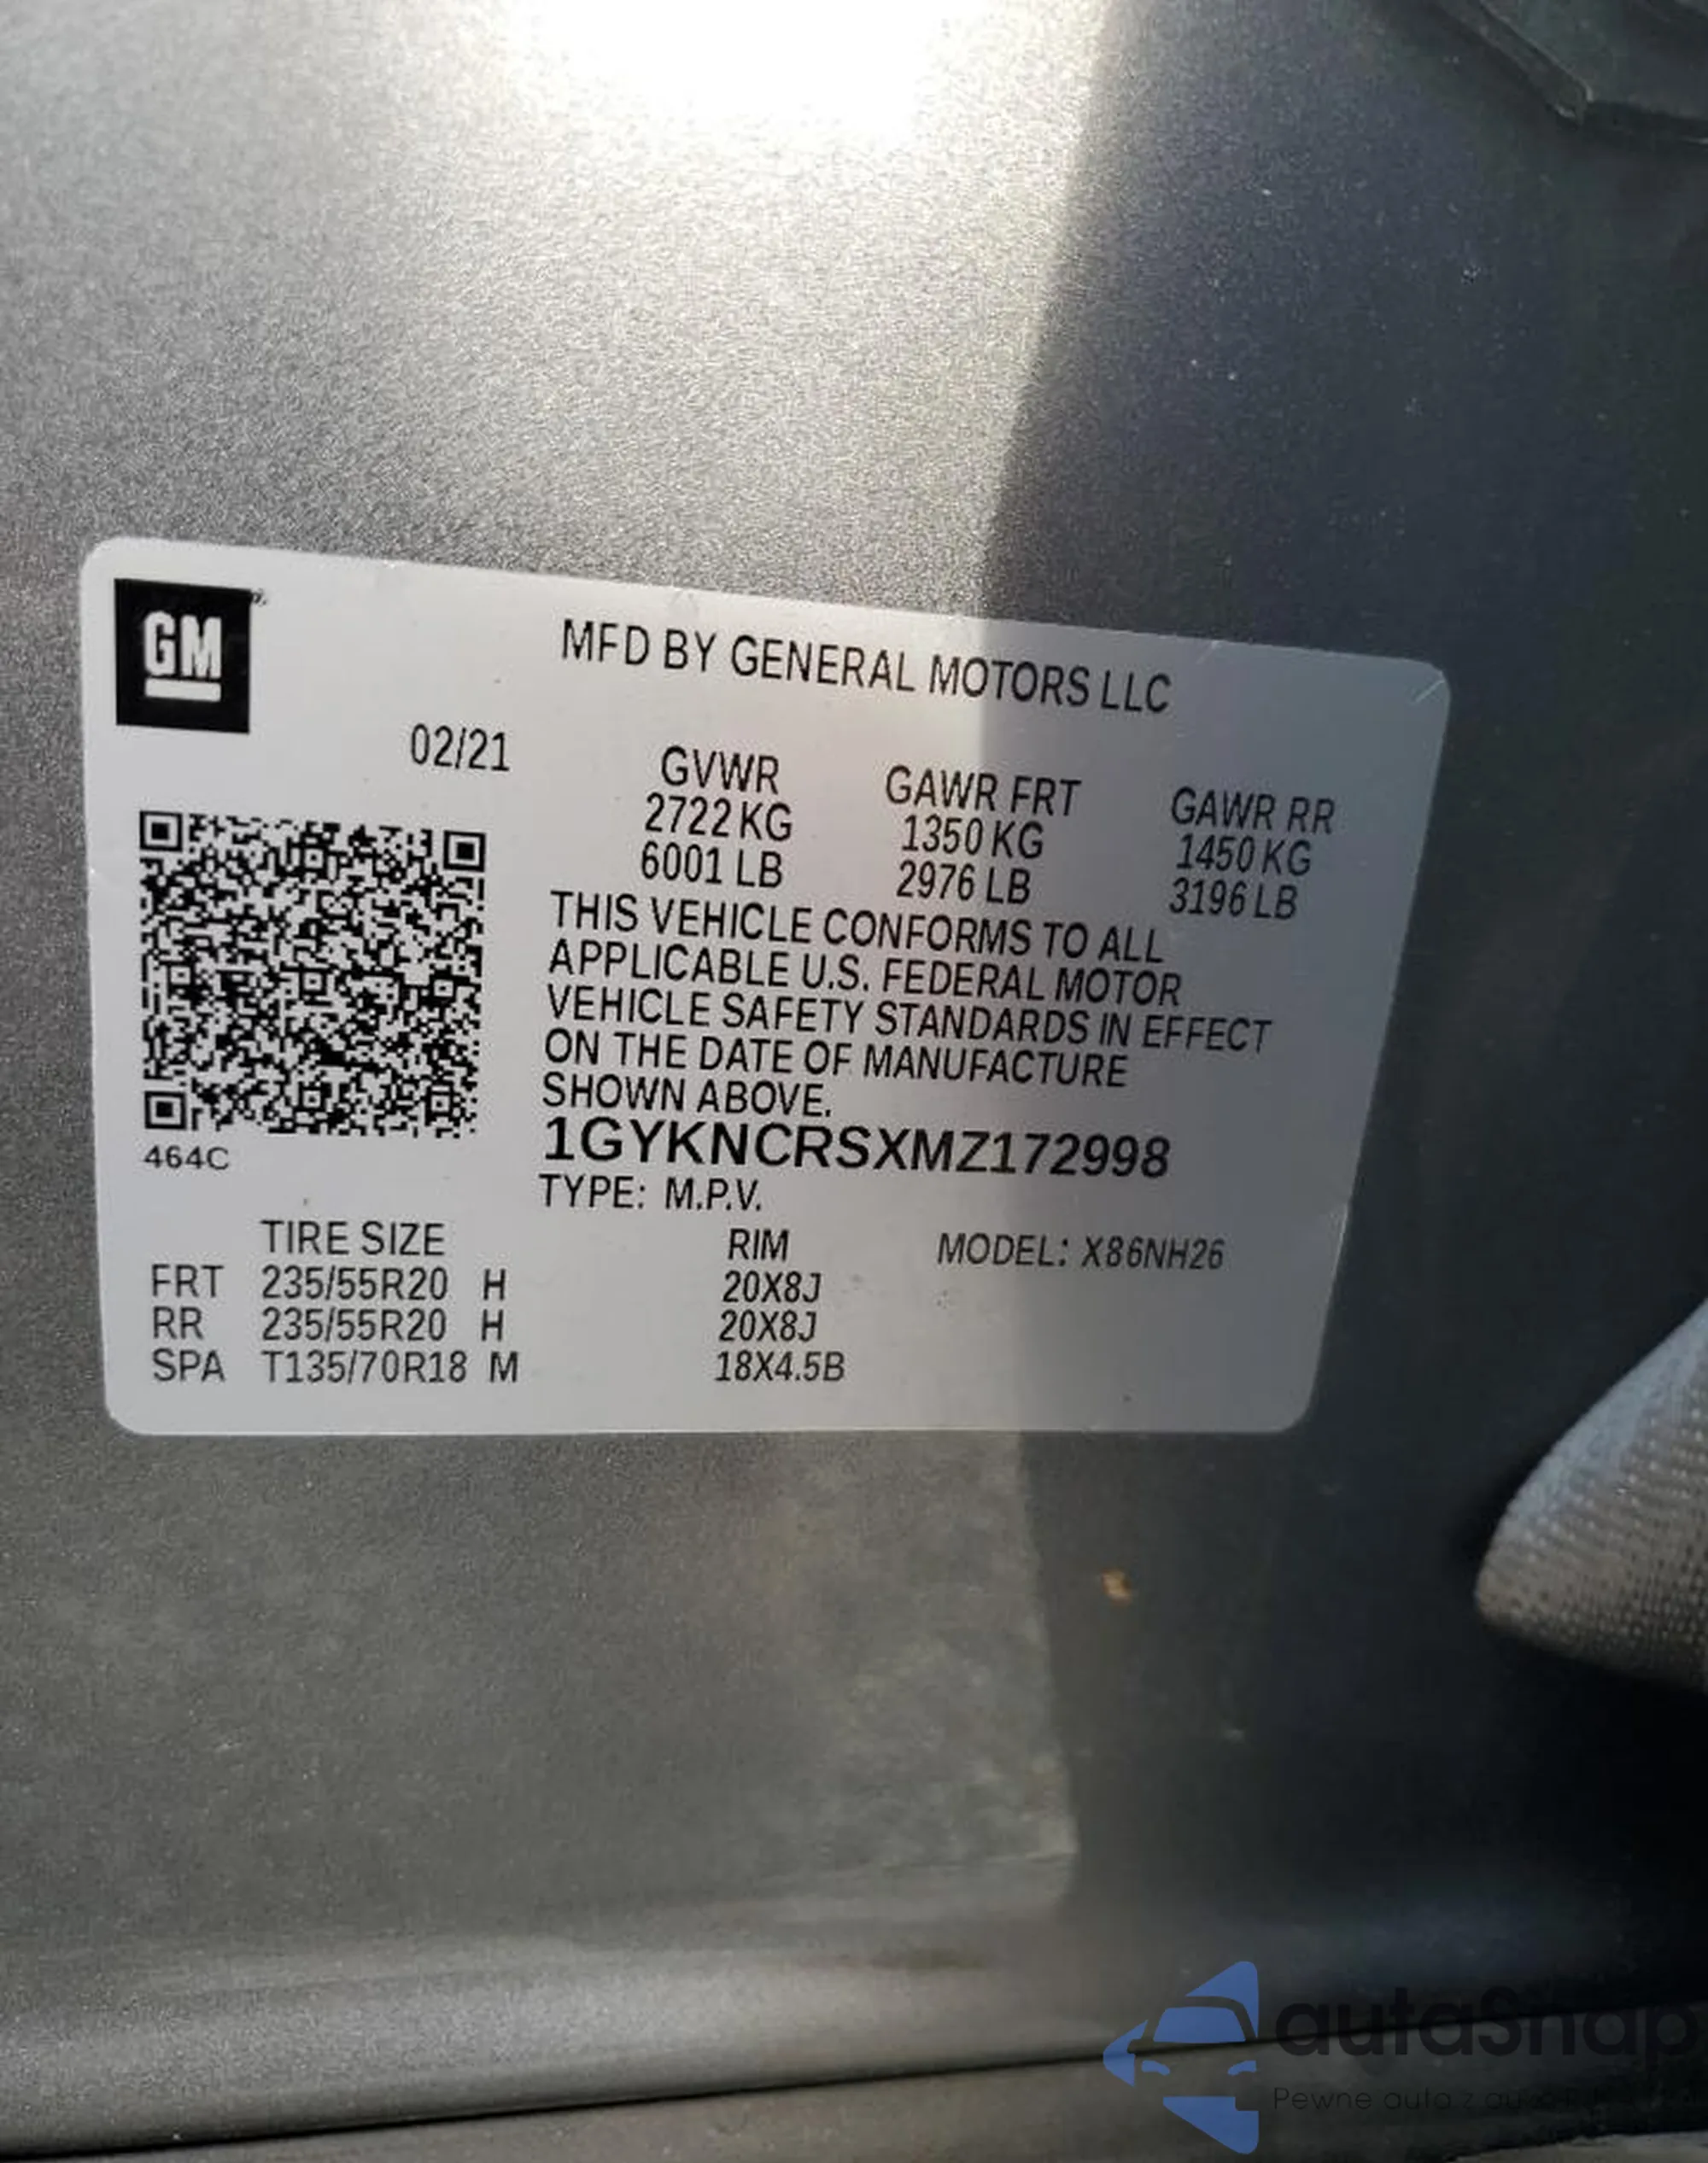 GM
MFD BY GENERAL MOTORS LLC
02/21
GVWR GAWR FRT GAWR RR
2722 KG 1350 KG 1450 KG
6001 LB 2976 LB 3196 LB
THIS VEHICLE CONFORMS TO ALL
APPLICABLE U.S. FEDERAL MOTOR
VEHICLE SAFETY STANDARDS IN EFFECT
ON THE DATE OF MANUFACTURE
SHOWN ABOVE.
464C
1GYKNCRSXMZ172998
TYPE: M.P.V.
TIRE SIZE RIM MODEL: X86NH26
FRT 235/55R20 H 20X8J
RR 235/55R20 H 20X8J
SPA T135/70R18 M 18X4.5B
autaSnap
Pewne auta z